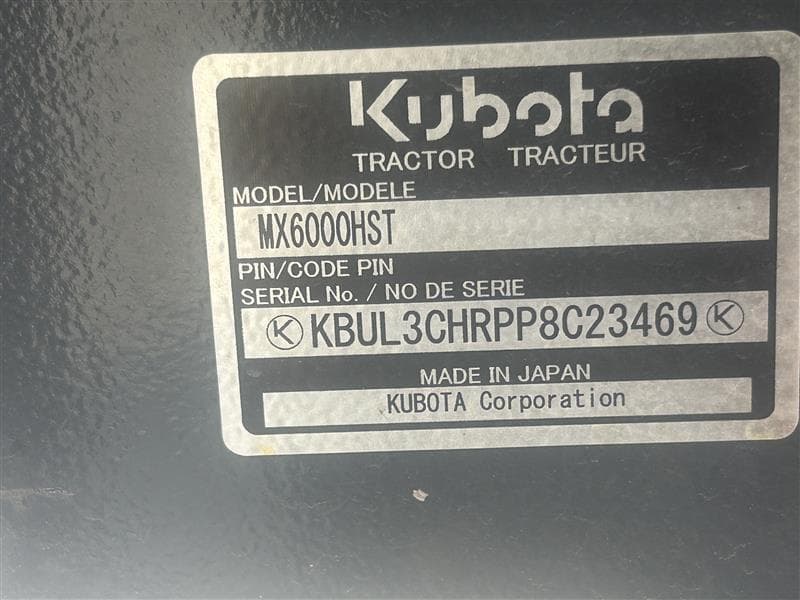 Kubota
TRACTOR TRACTEUR
MODEL/MODELE
MX6000HST
PIN/CODE PIN
SERIAL No. / NO DE SERIE
K KBUL3CHRPP8C23469 K
MADE IN JAPAN
KUBOTA Corporation